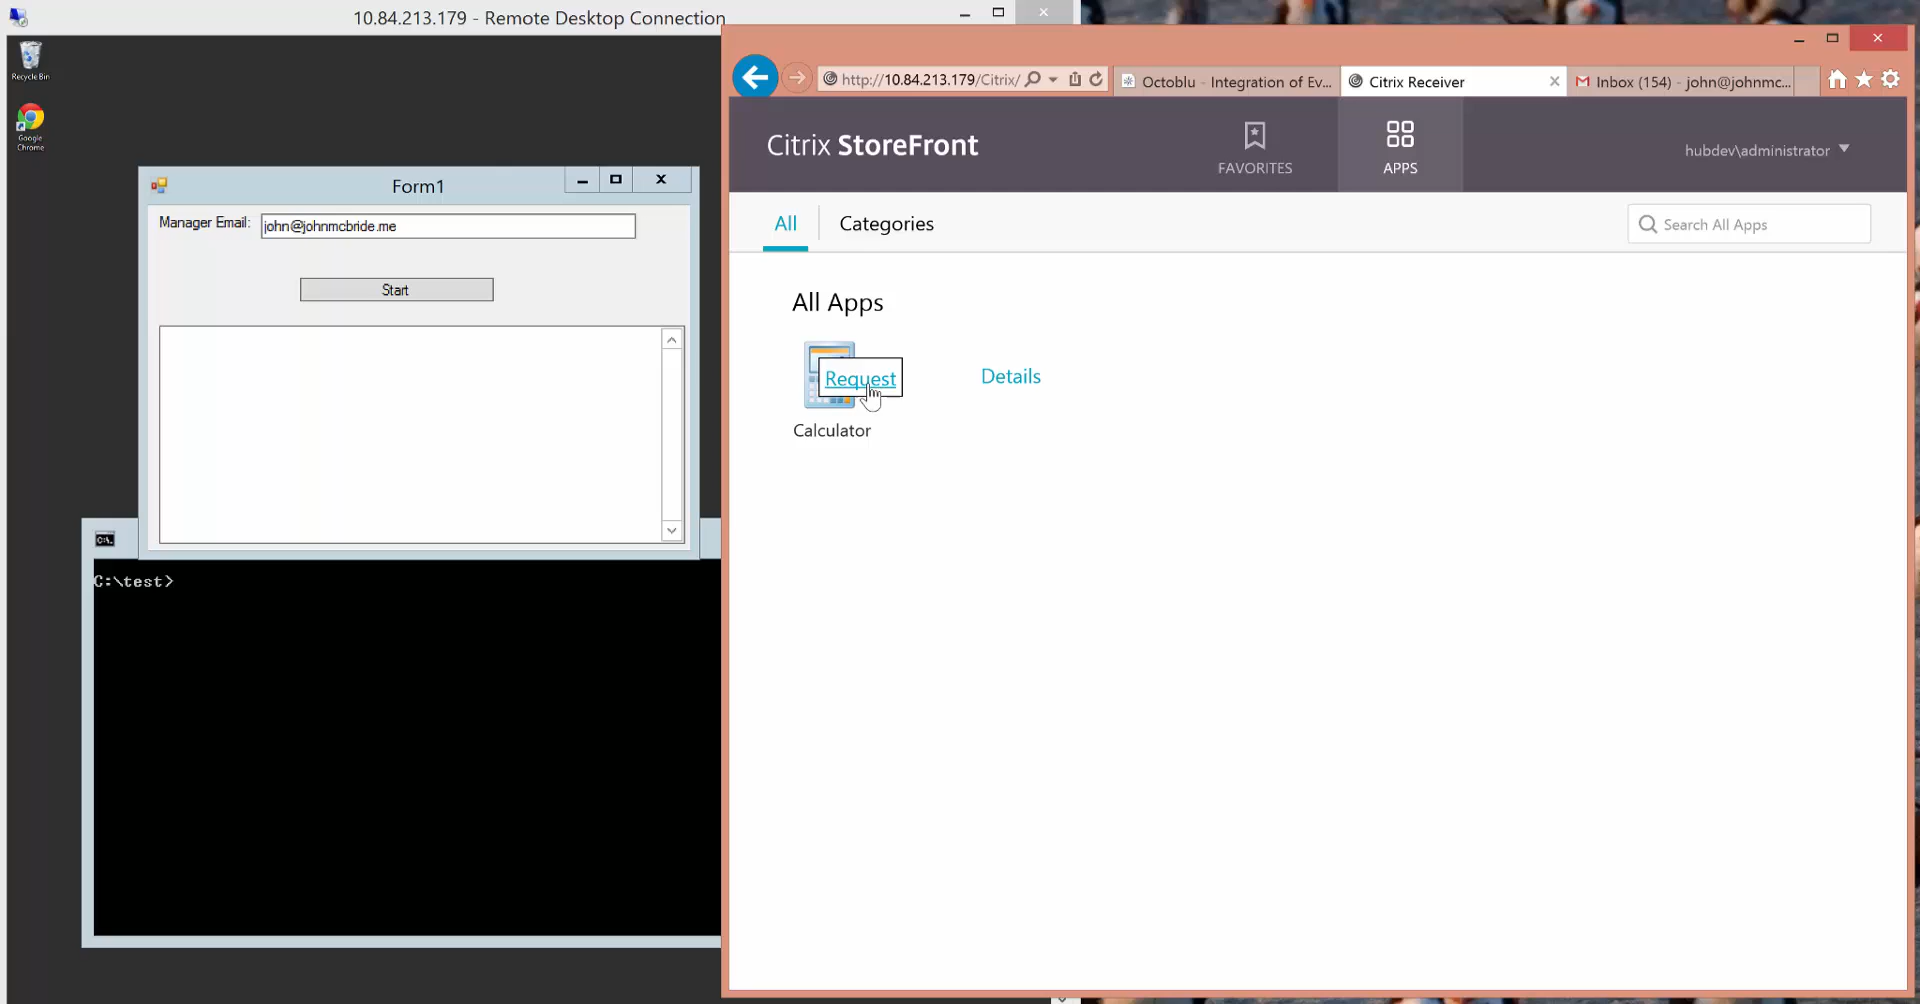 10.84.213.179 - Remote Desktop Connection
Recycle Bin
Google
Chrome
Form1
Manager Email:
john@johnmcbride.me
Start
C:\.
C:\test>
http://10.84.213.179/Citrix/
Octoblu - Integration of Ev...
Citrix Receiver
Inbox (154) - john@johnmc...
Citrix StoreFront
FAVORITES
APPS
hubdev\administrator
All
Categories
Search All Apps
All Apps
Request
Details
Calculator